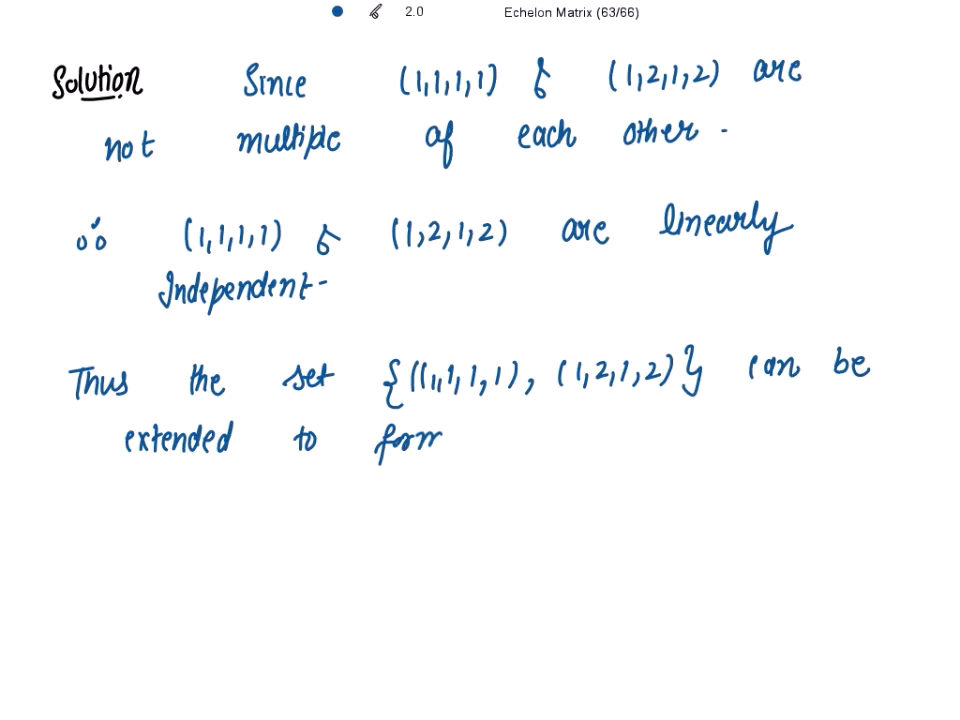 2.0 Echelon Matrix (63/66)
Solution Since (1,1,1,1) & (1,2,1,2) are
not multiple of each other.
∴ (1,1,1,1) & (1,2,1,2) are linearly
Independent.
Thus the set {(1,1,1,1), (1,2,1,2)} can be
extended to form